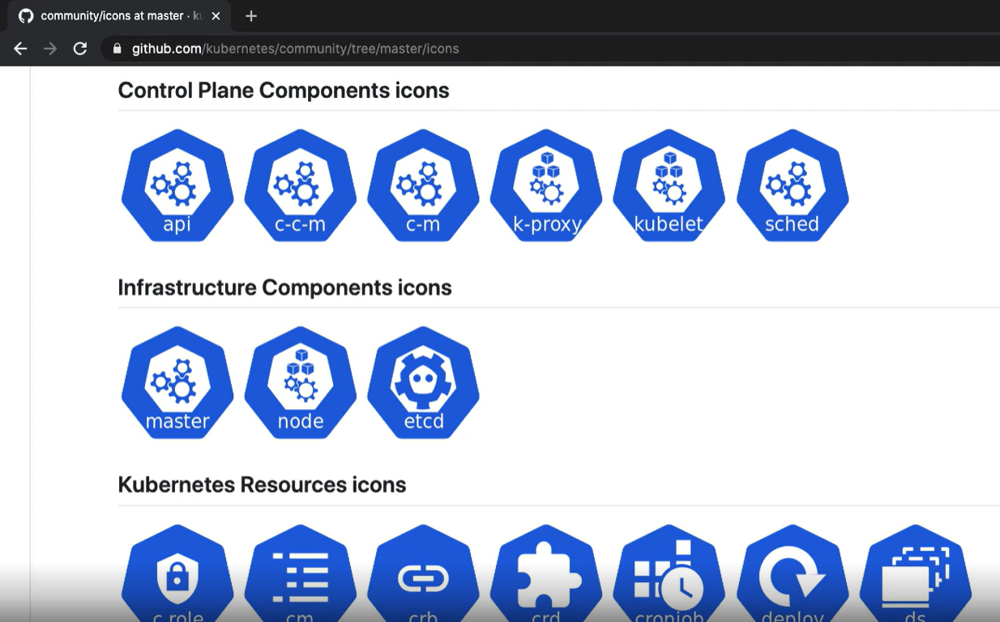 community/icons at master · ku
github.com/kubernetes/community/tree/master/icons
Control Plane Components icons
api c-c-m c-m k-proxy kubelet sched
Infrastructure Components icons
master node etcd
Kubernetes Resources icons
c.role cm crb crd cronjob deploy ds